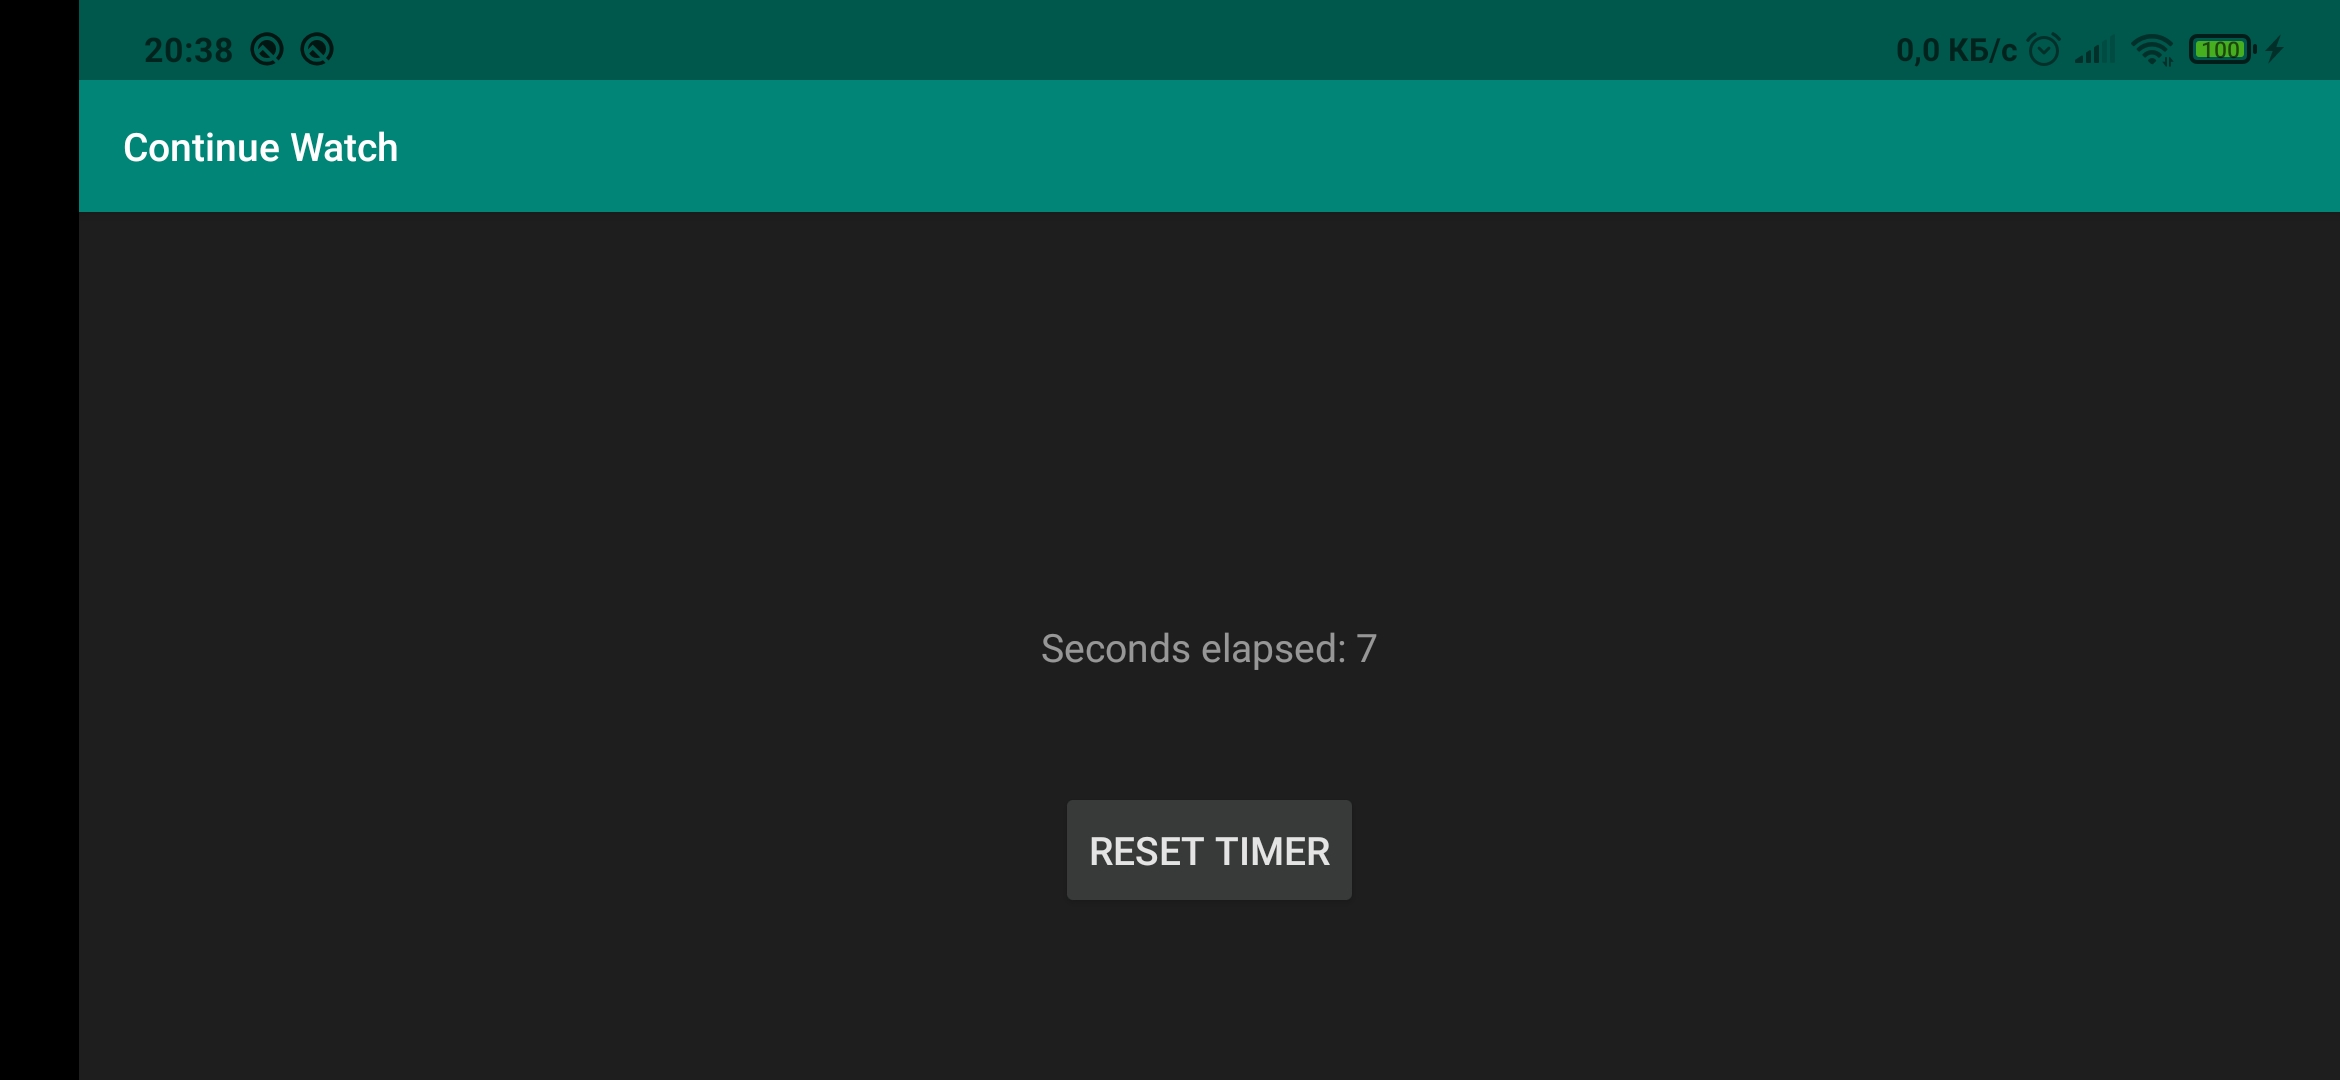 20:38 0,0 КБ/с 100
Continue Watch
Seconds elapsed: 7
RESET TIMER